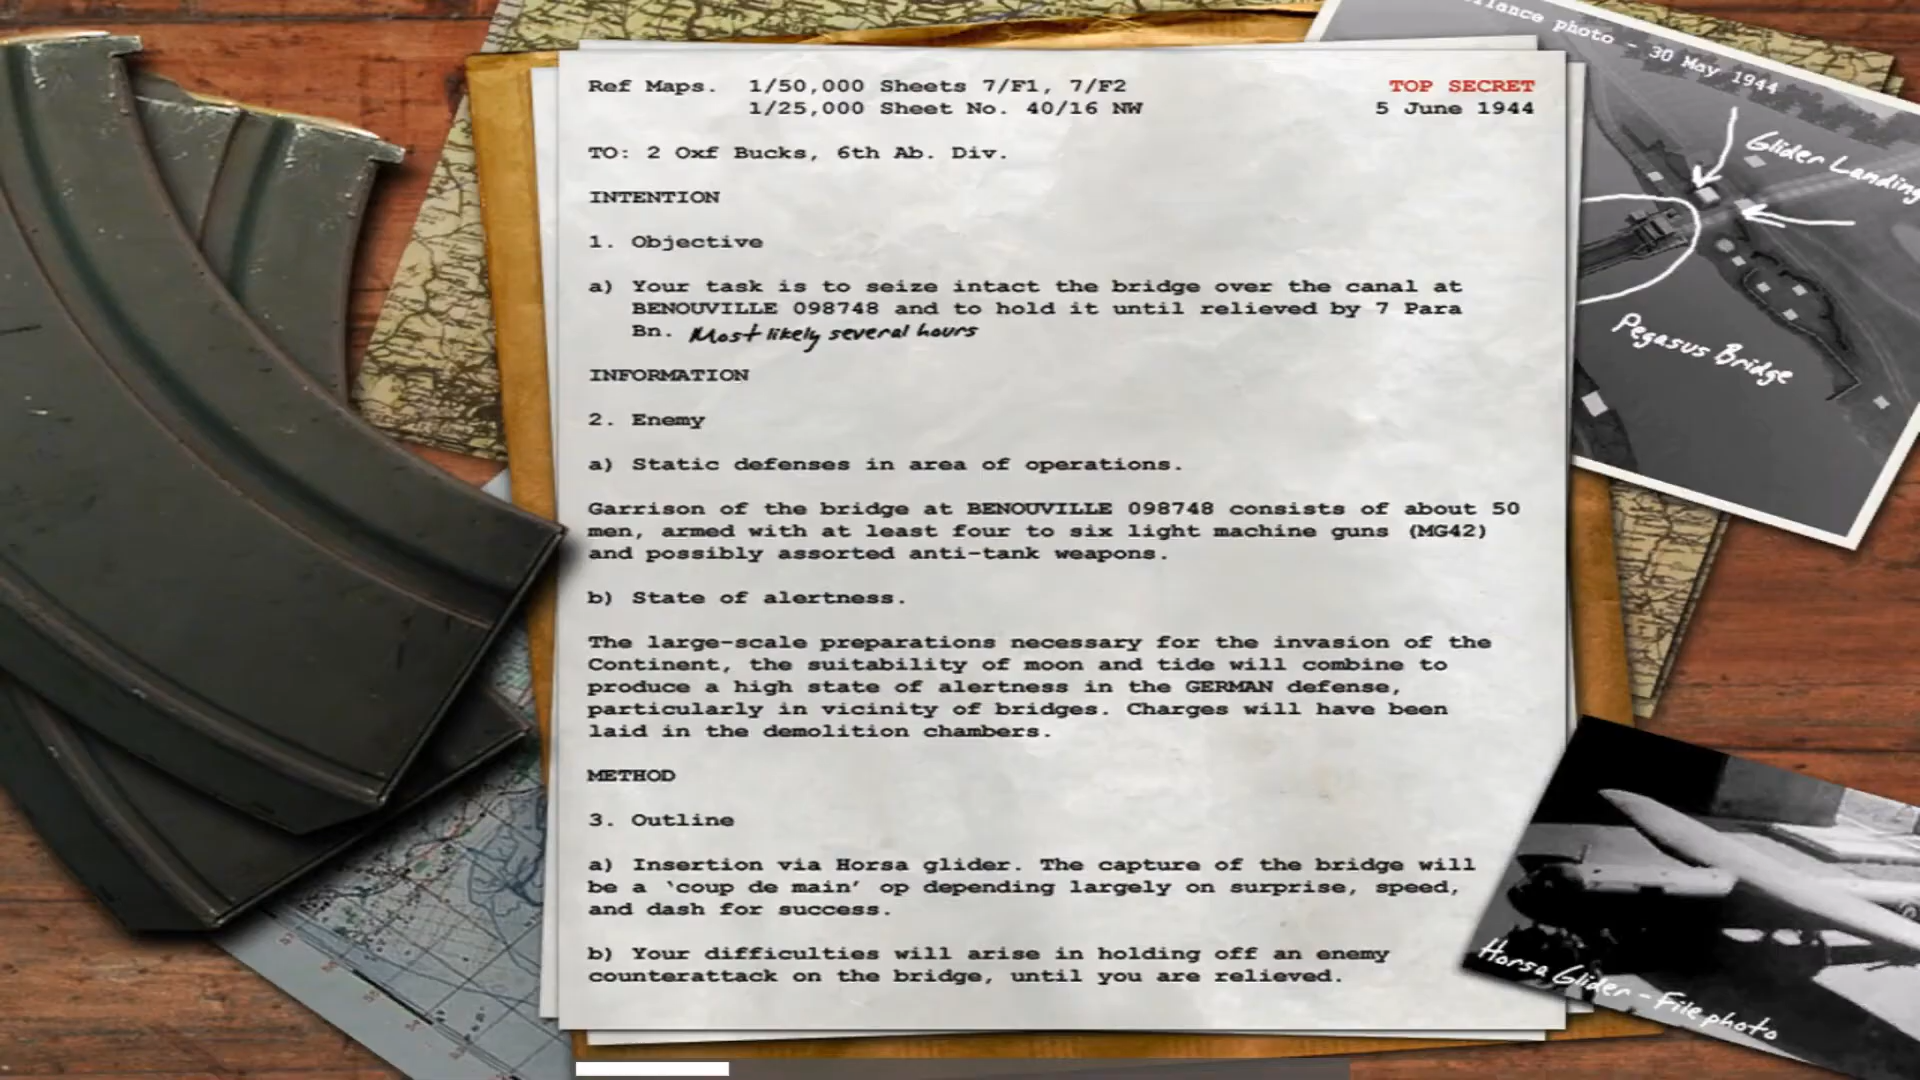 Ref Maps. 1/50,000 Sheets 7/F1, 7/F2
1/25,000 Sheet No. 40/16 NW
TOP SECRET
5 June 1944
TO: 2 Oxf Bucks, 6th Ab. Div.
INTENTION
1. Objective
a) Your task is to seize intact the bridge over the canal at
BENOUVILLE 098748 and to hold it until relieved by 7 Para
Bn. Most likely several hours
INFORMATION
2. Enemy
a) Static defenses in area of operations.
Garrison of the bridge at BENOUVILLE 098748 consists of about 50
men, armed with at least four to six light machine guns (MG42)
and possibly assorted anti-tank weapons.
b) State of alertness.
The large-scale preparations necessary for the invasion of the
Continent, the suitability of moon and tide will combine to
produce a high state of alertness in the GERMAN defense,
particularly in vicinity of bridges. Charges will have been
laid in the demolition chambers.
METHOD
3. Outline
a) Insertion via Horsa glider. The capture of the bridge will
be a `coup de main' op depending largely on surprise, speed,
and dash for success.
b) Your difficulties will arise in holding off an enemy
counterattack on the bridge, until you are relieved.
photo - 30 May 1944
Glider Landing
Pegasus Bridge
Horsa Glider - File photo